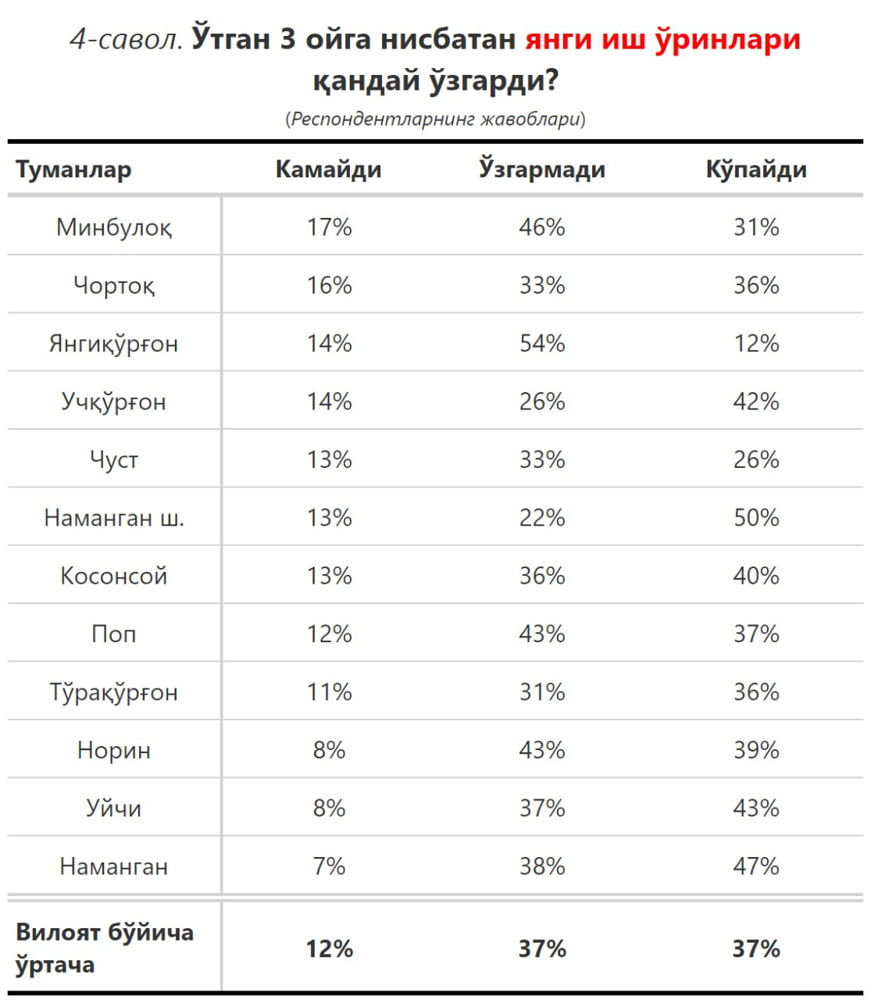 4-савол. Ўтган 3 ойга нисбатан янги иш ўринлари
қандай ўзгарди?
(Респондентларнинг жавоблари)
Туманлар Камайди Ўзгармади Кўпайди
Минбулоқ 17% 46% 31%
Чортоқ 16% 33% 36%
Янгиқўрғон 14% 54% 12%
Учқўрғон 14% 26% 42%
Чуст 13% 33% 26%
Наманган ш. 13% 22% 50%
Косонсой 13% 36% 40%
Поп 12% 43% 37%
Тўрақўрғон 11% 31% 36%
Норин 8% 43% 39%
Уйчи 8% 37% 43%
Наманган 7% 38% 47%
Вилоят бўйича
ўртача 12% 37% 37%